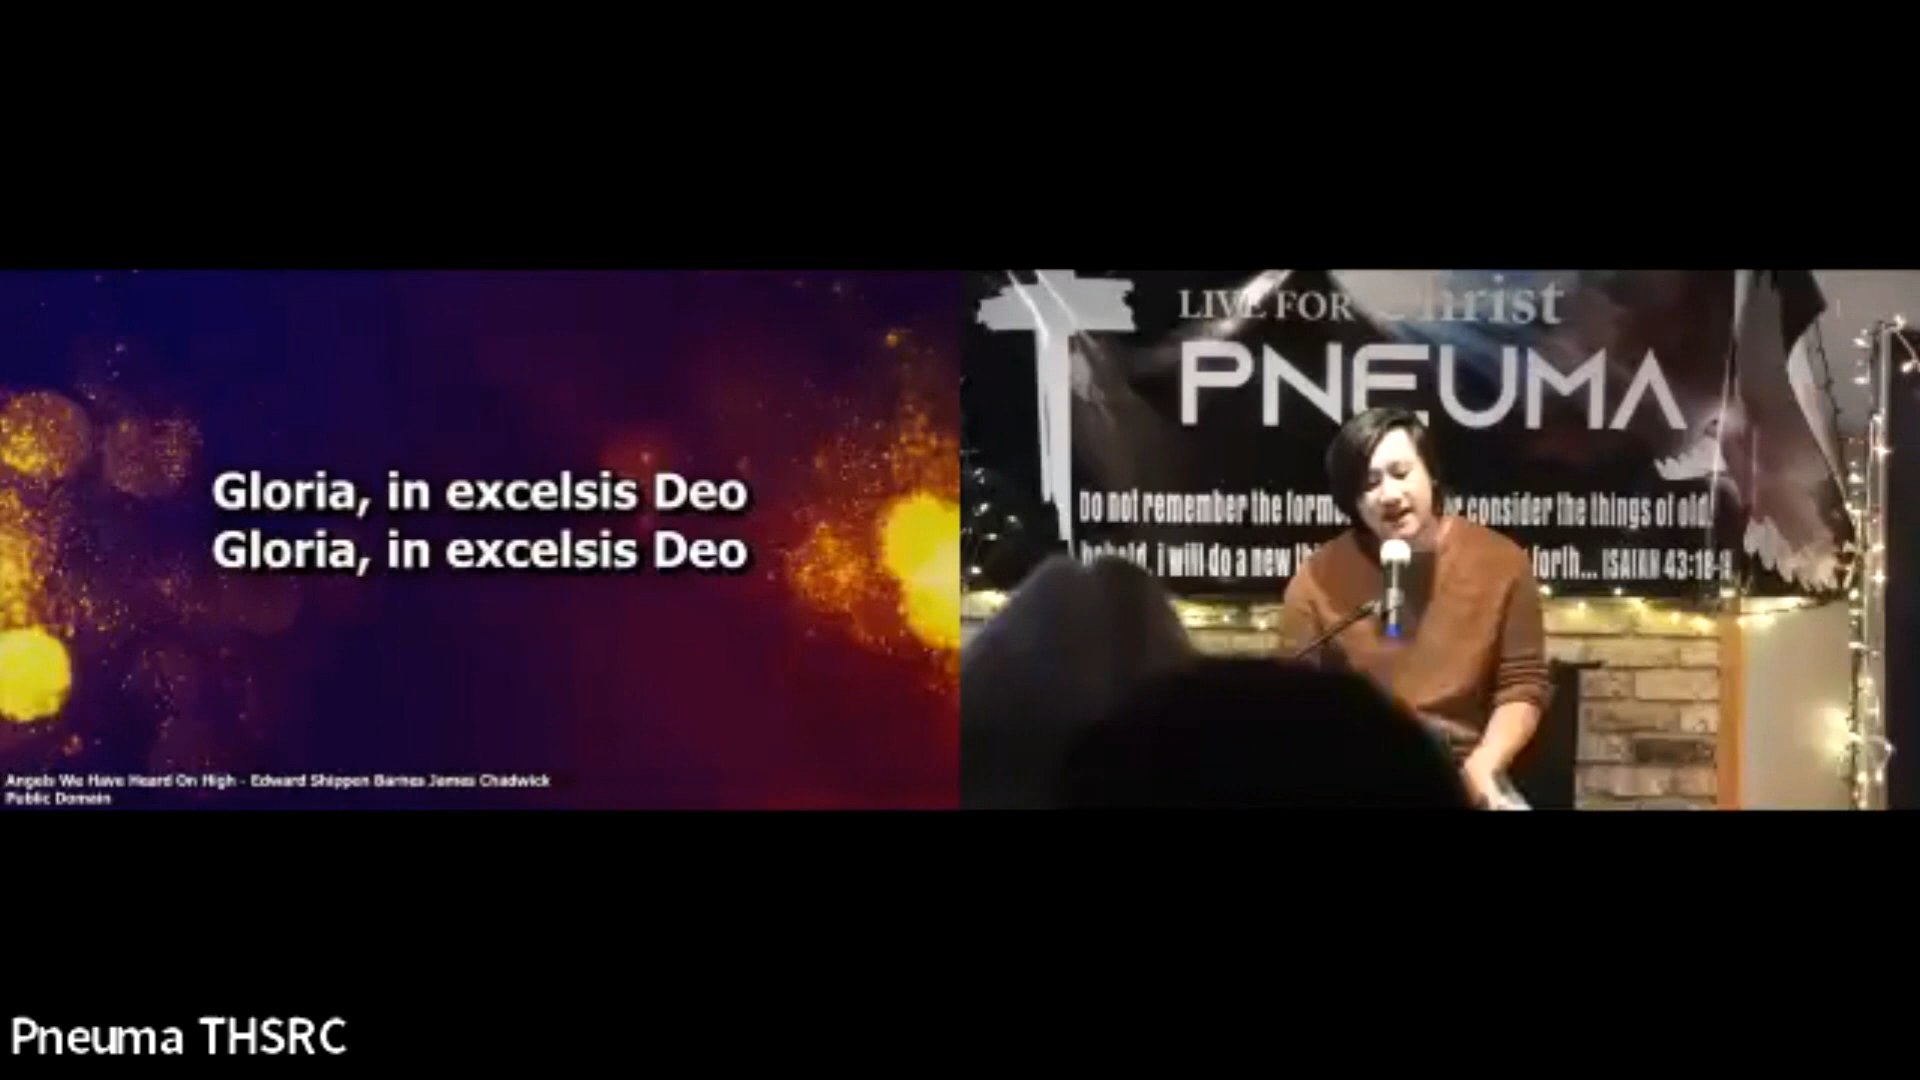 Gloria, in excelsis Deo
Gloria, in excelsis Deo
Angels We Have Heard On High - Edward Shippen Barnes James Chadwick
Public Domain
LIVE FOR Christ
PNEUMA
Do not remember the consider the things of old,
I will do a new forth... ISAIAH 43:18-9
Pneuma THSRC